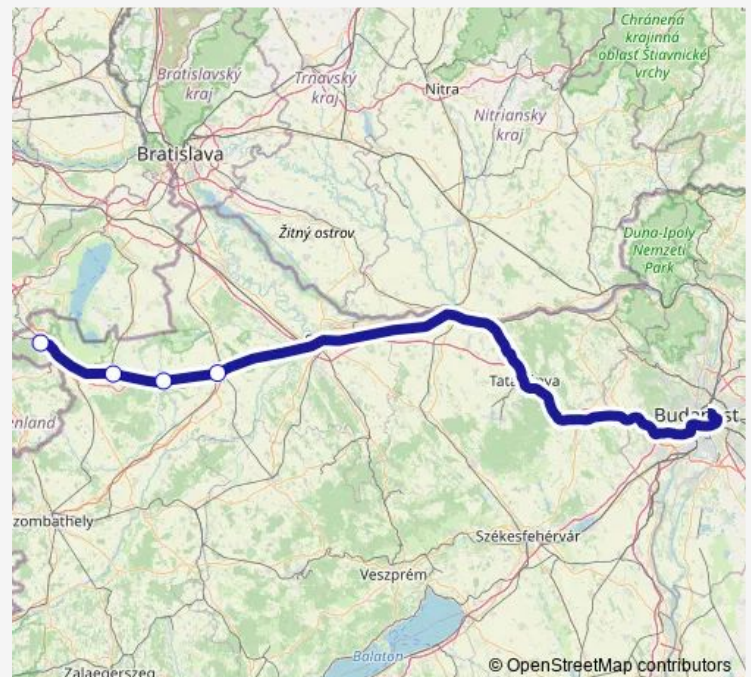 Chránená
krajinná
oblasť Štiavnické
vrchy
Bratislavský
kraj
Trnavský
kraj
Nitra
Nitriansky
kraj
Bratislava
Žitný ostrov
Duna-Ipoly
Nemzeti
Park
Budapest
enland
zombathely
Székesfehérvár
Veszprém
Balaton
Zalaegerszeg
© OpenStreetMap contributors